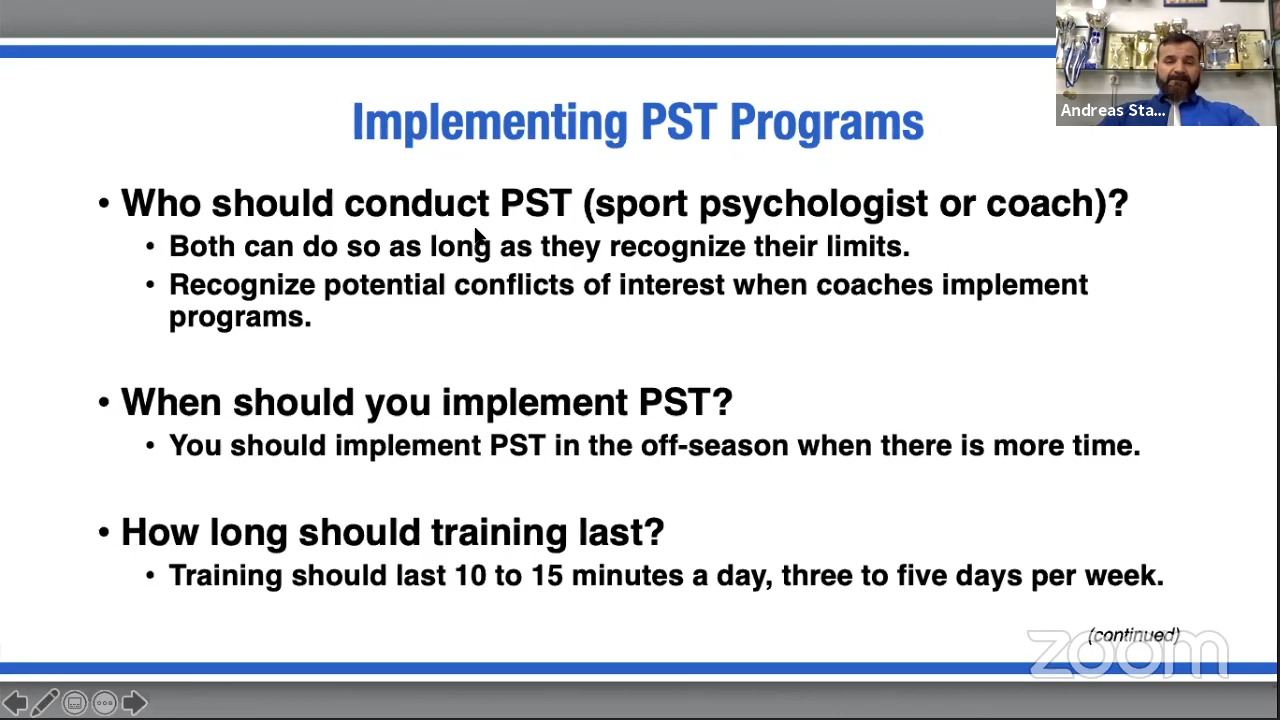 Andreas Sta...
Implementing PST Programs
• Who should conduct PST (sport psychologist or coach)?
• Both can do so as long as they recognize their limits.
• Recognize potential conflicts of interest when coaches implement
programs.
• When should you implement PST?
• You should implement PST in the off-season when there is more time.
• How long should training last?
• Training should last 10 to 15 minutes a day, three to five days per week.
(continued)
zoom